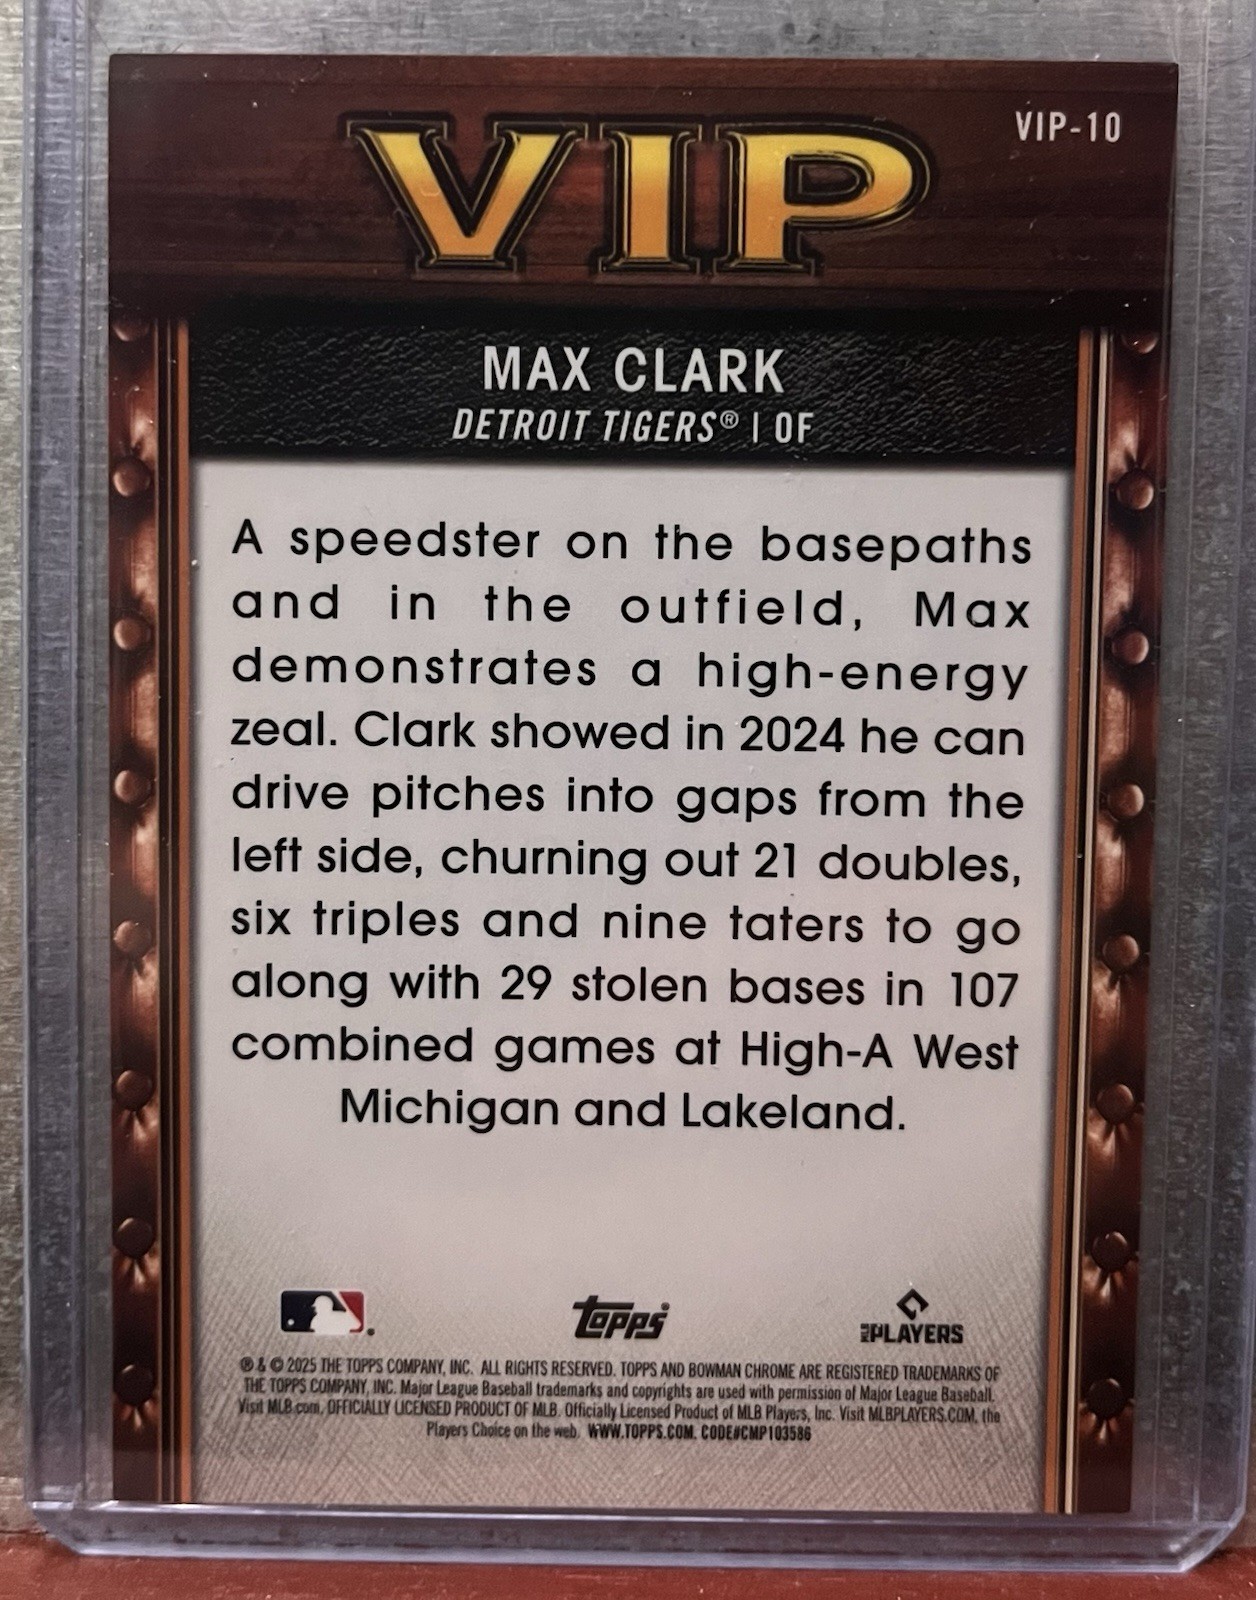 VIP-10
VIP
MAX CLARK
DETROIT TIGERS® | OF
A speedster on the basepaths
and in the outfield, Max
demonstrates a high-energy
zeal. Clark showed in 2024 he can
drive pitches into gaps from the
left side, churning out 21 doubles,
six triples and nine taters to go
along with 29 stolen bases in 107
combined games at High-A West
Michigan and Lakeland.
topps
MLB PLAYERS
® & © 2025 THE TOPPS COMPANY, INC. ALL RIGHTS RESERVED. TOPPS AND BOWMAN CHROME ARE REGISTERED TRADEMARKS OF
THE TOPPS COMPANY, INC. Major League Baseball trademarks and copyrights are used with permission of Major League Baseball.
Visit MLB.com. OFFICIALLY LICENSED PRODUCT OF MLB. Officially Licensed Product of MLB Players, Inc. Visit MLBPLAYERS.COM, the
Players Choice on the web. WWW.TOPPS.COM. CODE#CMP103586